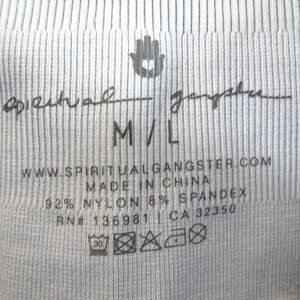 spiritual gangster
M / L
WWW.SPIRITUALGANGSTER.COM
MADE IN CHINA
92% NYLON 8% SPANDEX
RN# 136981 | CA 32350
30